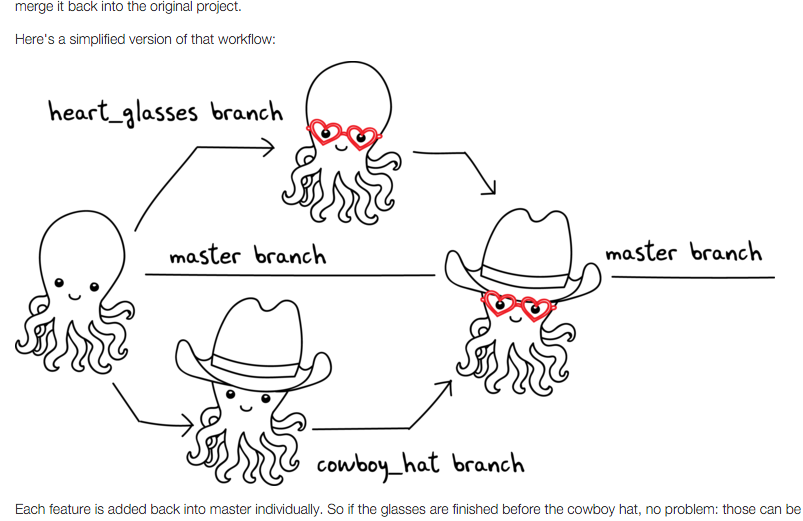 merge it back into the original project.
Here's a simplified version of that workflow:
heart_glasses branch
master branch
master branch
cowboy_hat branch
Each feature is added back into master individually. So if the glasses are finished before the cowboy hat, no problem: those can be